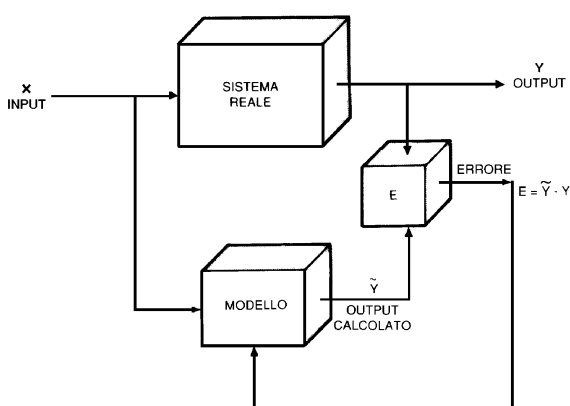 X
INPUT
SISTEMA
REALE
Y
OUTPUT
E
ERRORE
E = Ỹ - Y
MODELLO
Ỹ
OUTPUT
CALCOLATO